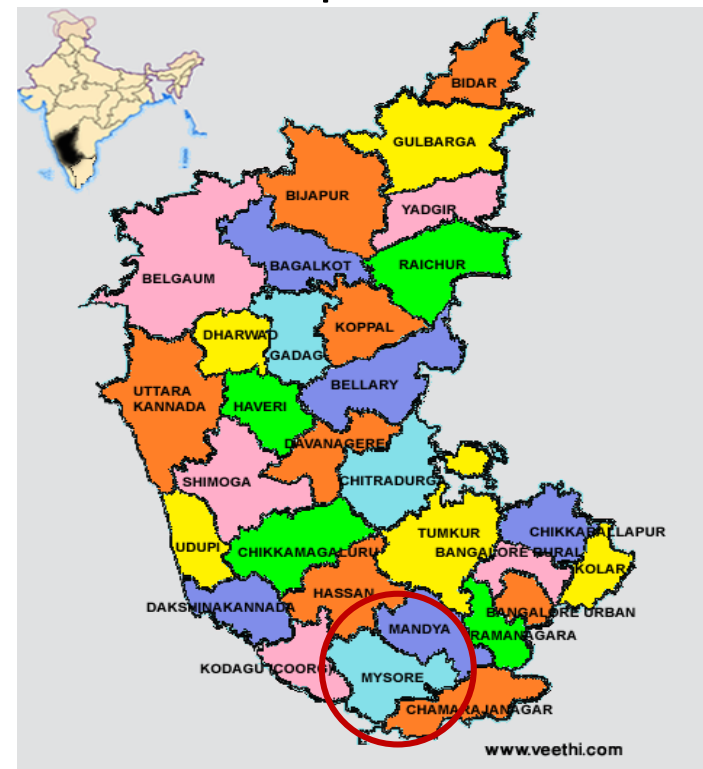 BIDAR
GULBARGA
BIJAPUR
YADGIR
BAGALKOT
RAICHUR
BELGAUM
KOPPAL
DHARWAD
GADAG
BELLARY
UTTARA
KANNADA
HAVERI
DAVANAGERE
SHIMOGA
CHITRADURGA
TUMKUR
CHIKKABALLAPUR
UDUPI
CHIKKAMAGALURU
BANGALORE RURAL
KOLAR
HASSAN
DAKSHINAKANNADA
BANGALORE URBAN
MANDYA
RAMANAGARA
KODAGU (COORG)
MYSORE
CHAMARAJANAGAR
www.veethi.com